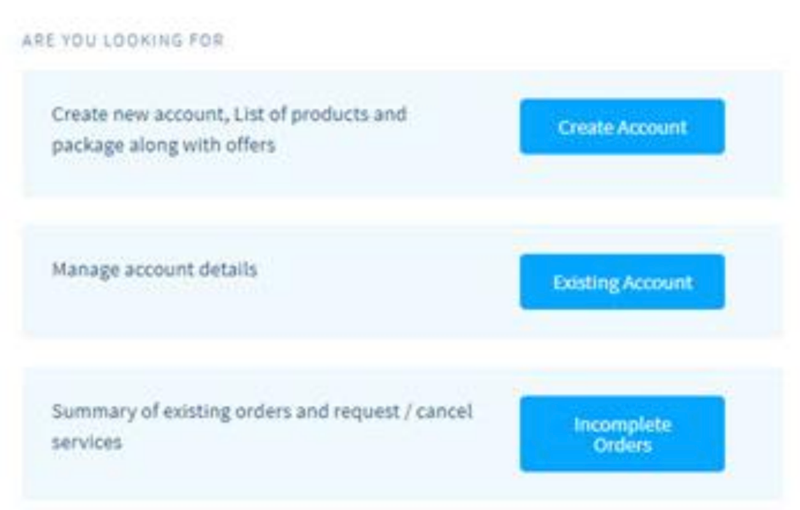 ARE YOU LOOKING FOR
Create new account, List of products and
package along with offers
Create Account
Manage account details
Existing Account
Summary of existing orders and request / cancel
services
Incomplete
Orders